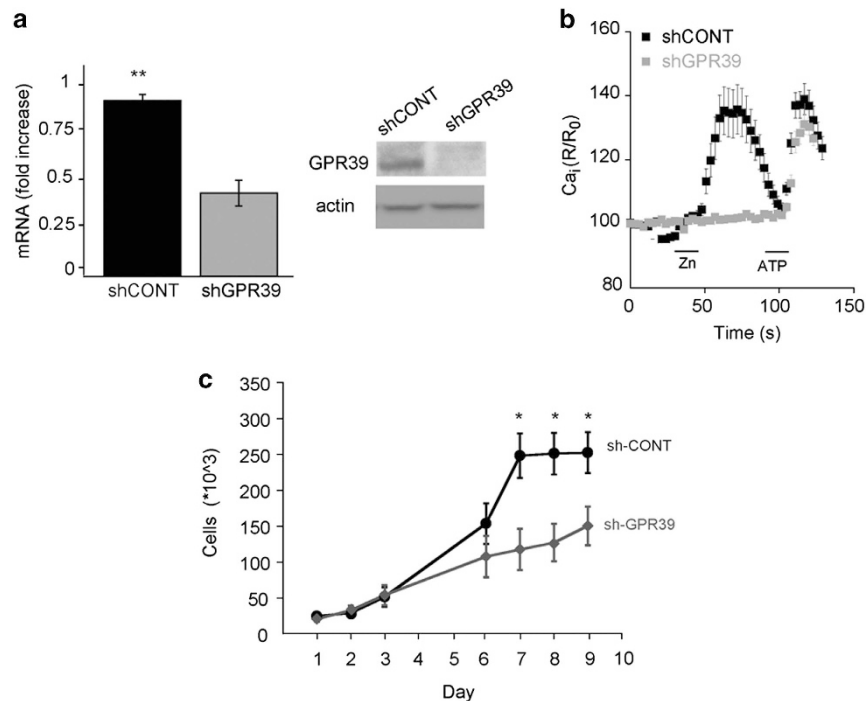 a
mRNA (fold increase)
1
0.75
0.5
0.25
0
**
shCONT
shGPR39
shCONT
shGPR39
GPR39
actin
b
shCONT
shGPR39
Ca i (R/R0)
160
140
120
100
80
Zn
ATP
0
50
100
150
Time (s)
c
Cells (*10^3)
350
300
250
200
150
100
50
0
* * *
sh-CONT
sh-GPR39
1 2 3 4 5 6 7 8 9 10
Day